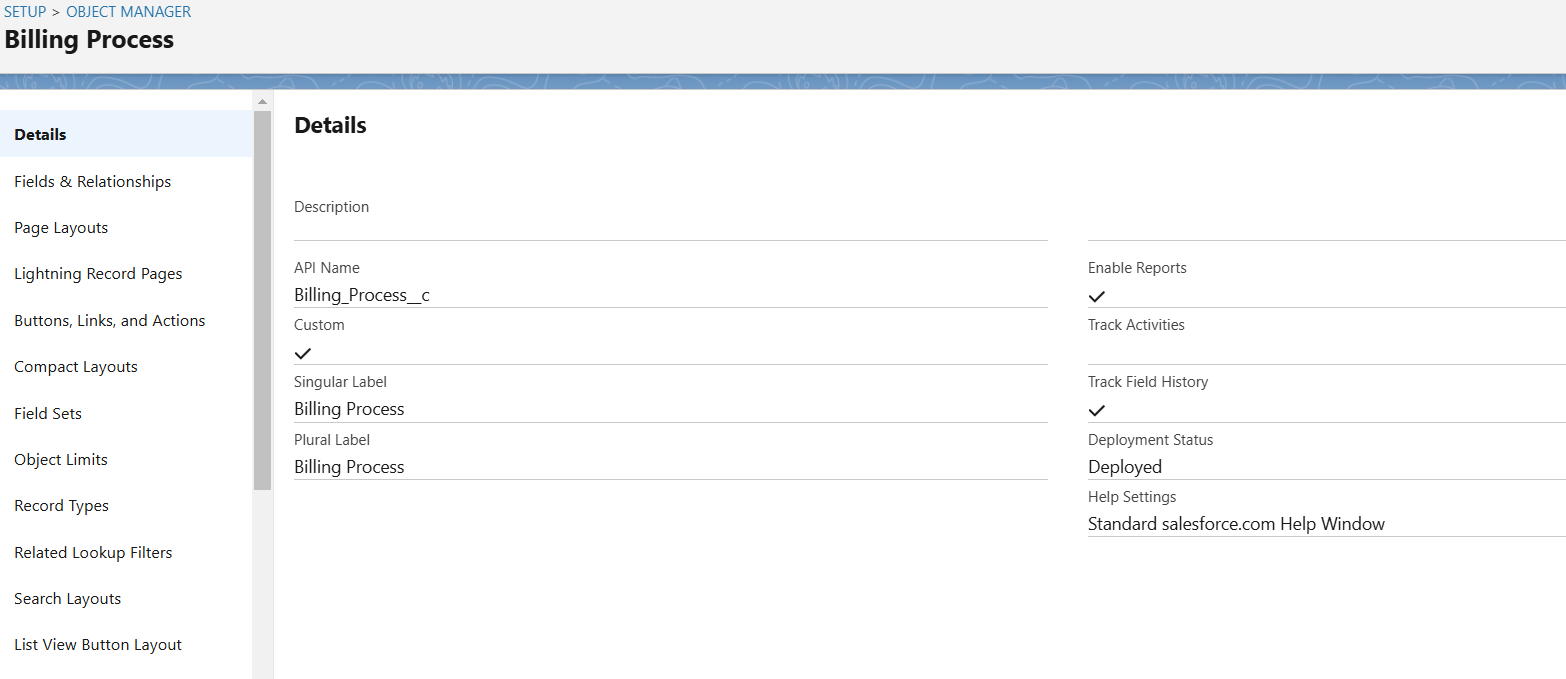 SETUP > OBJECT MANAGER
Billing Process
Details
Fields & Relationships
Page Layouts
Lightning Record Pages
Buttons, Links, and Actions
Compact Layouts
Field Sets
Object Limits
Record Types
Related Lookup Filters
Search Layouts
List View Button Layout
Details
Description
API Name
Billing_Process__c
Custom
Singular Label
Billing Process
Plural Label
Billing Process
Enable Reports
Track Activities
Track Field History
Deployment Status
Deployed
Help Settings
Standard salesforce.com Help Window